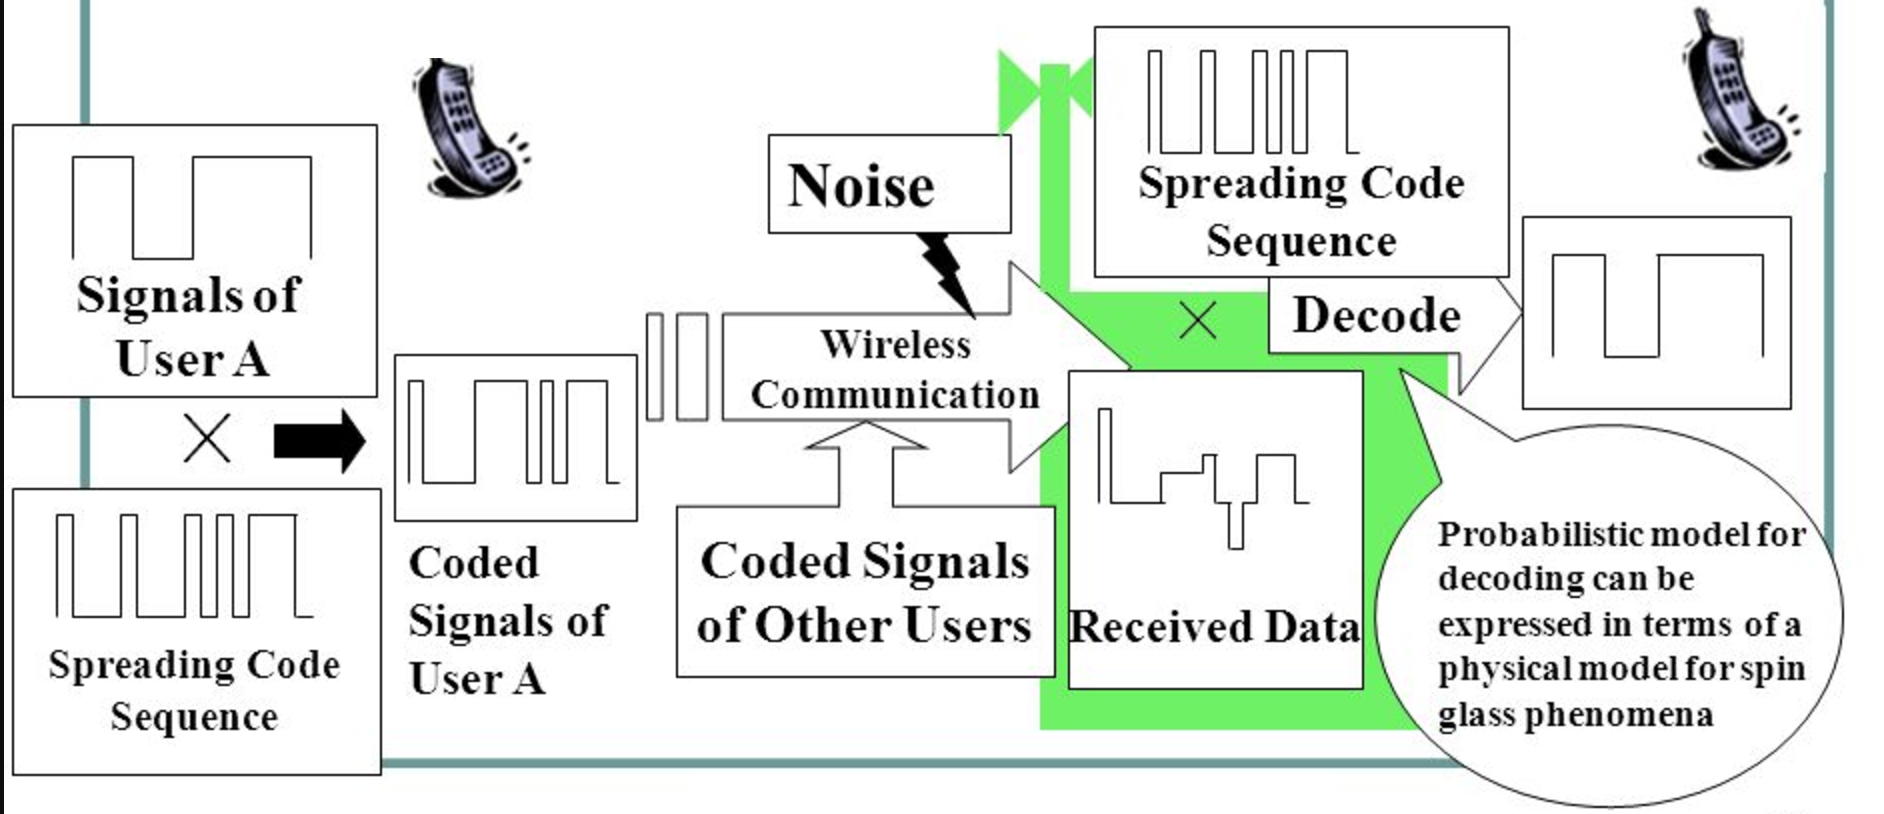 Signals of
User A
Spreading Code
Sequence
Coded
Signals of
User A
Noise
Wireless
Communication
Coded Signals
of Other Users
Spreading Code
Sequence
Decode
Received Data
Probabilistic model for
decoding can be
expressed in terms of a
physical model for spin
glass phenomena